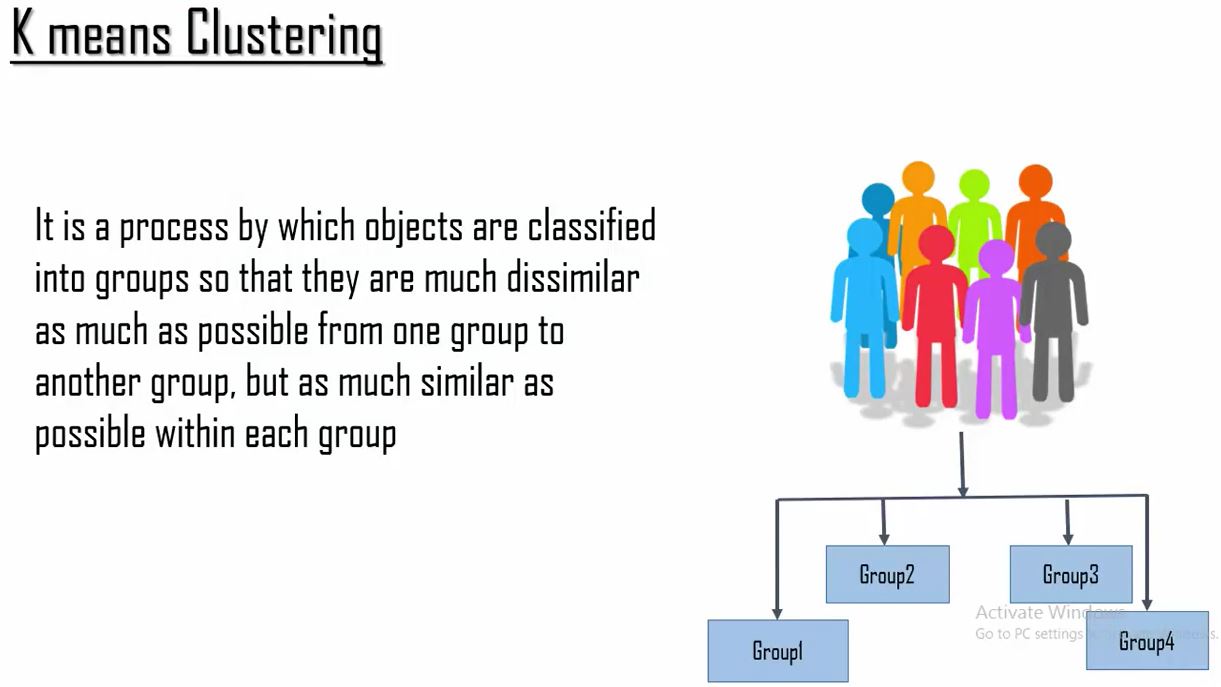 K means Clustering
It is a process by which objects are classified
into groups so that they are much dissimilar
as much as possible from one group to
another group, but as much similar as
possible within each group
Group2
Group3
Activate Windows
Go to PC settings
Group4
Group1